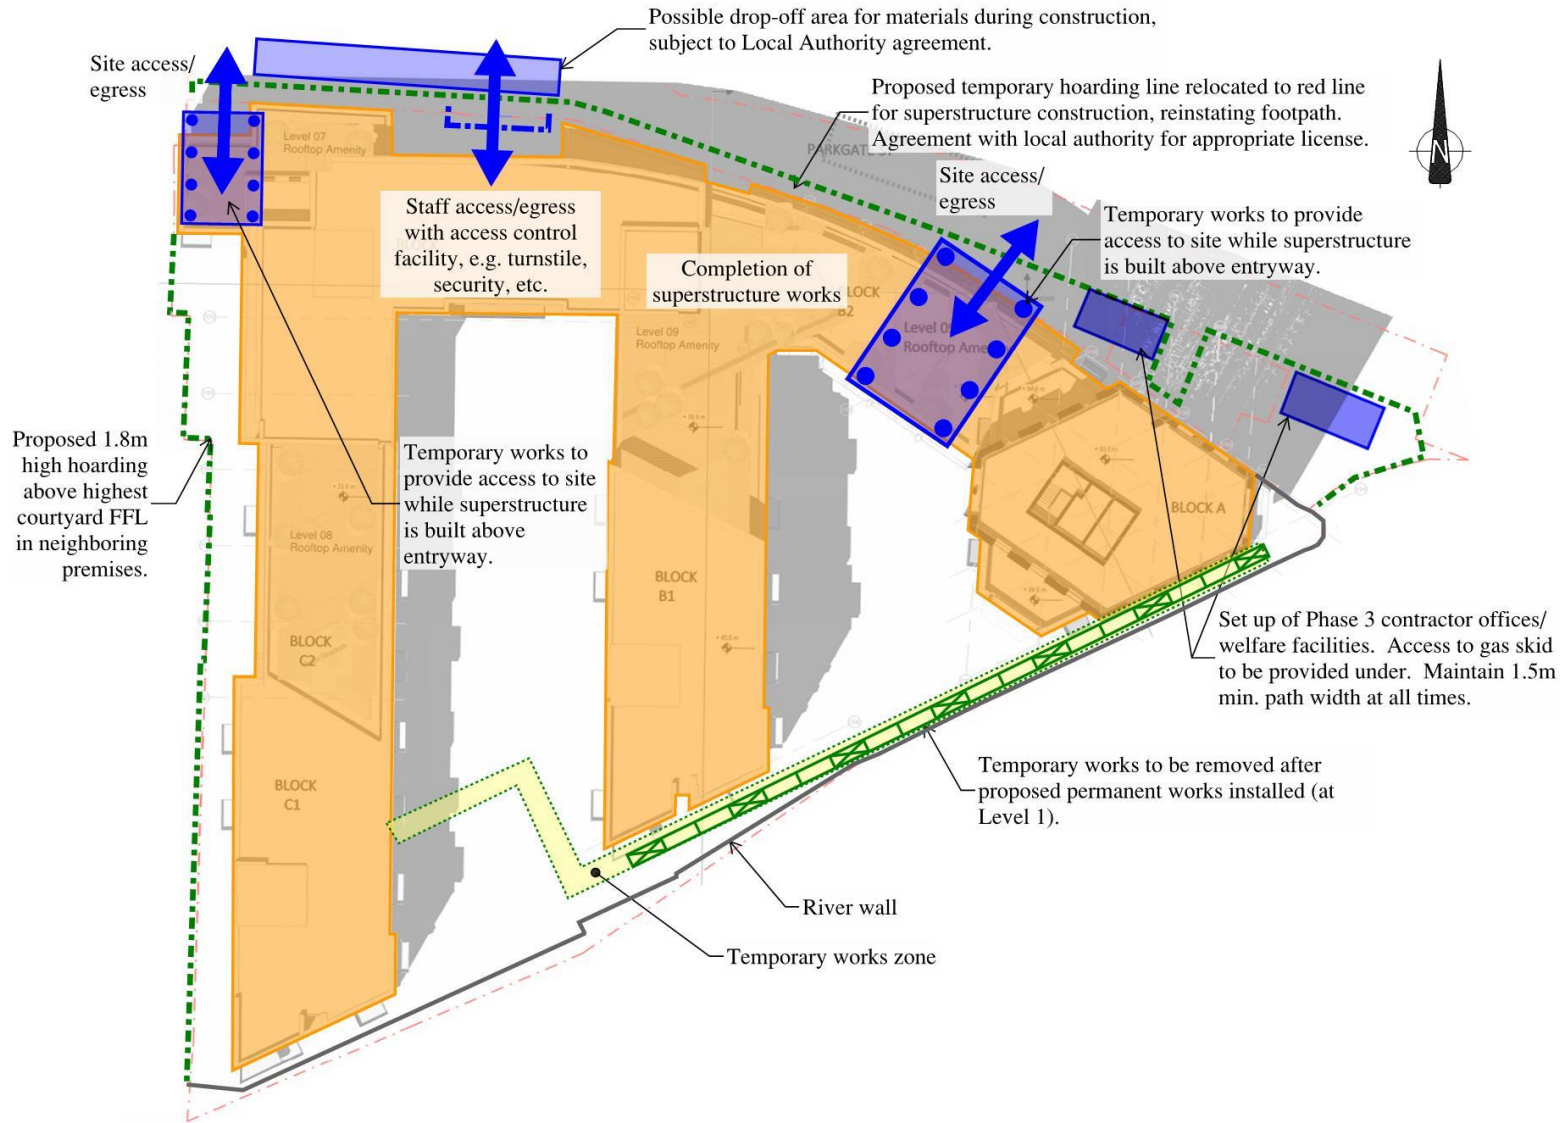 Possible drop-off area for materials during construction,
subject to Local Authority agreement.
Site access/
egress
Proposed temporary hoarding line relocated to red line
for superstructure construction, reinstating footpath.
Agreement with local authority for appropriate license.
PARKGATE ST
N
Level 07
Rooftop Amenity
Site access/
egress
Staff access/egress
with access control
facility, e.g. turnstile,
security, etc.
Temporary works to provide
access to site while superstructure
is built above entryway.
Completion of
superstructure works
BLOCK
B2
Level 09
Rooftop Amenity
Level 09
Rooftop Ame
Proposed 1.8m
high hoarding
above highest
courtyard FFL
in neighboring
premises.
Temporary works to
provide access to site
while superstructure
is built above
entryway.
Level 08
Rooftop Amenity
BLOCK A
BLOCK
B1
BLOCK
C2
Set up of Phase 3 contractor offices/
welfare facilities.  Access to gas skid
to be provided under.  Maintain 1.5m
min. path width at all times.
BLOCK
C1
Temporary works to be removed after
proposed permanent works installed (at
Level 1).
River wall
Temporary works zone